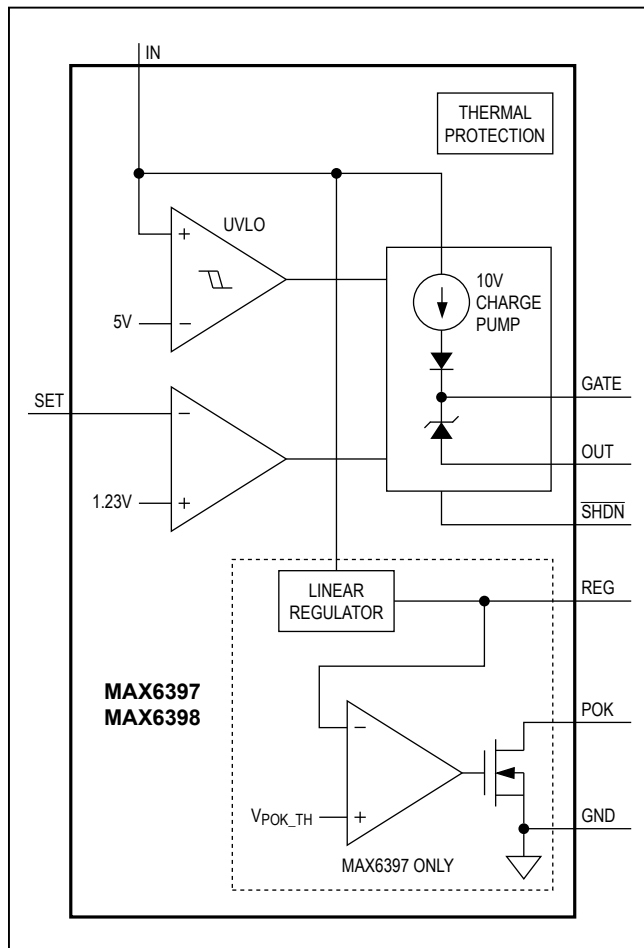 IN
THERMAL
PROTECTION
UVLO
+
5V
−
10V
CHARGE
PUMP
GATE
SET
−
OUT
1.23V
+
SHDN
LINEAR
REGULATOR
REG
MAX6397
MAX6398
−
POK
VPOK_TH
+
GND
MAX6397 ONLY